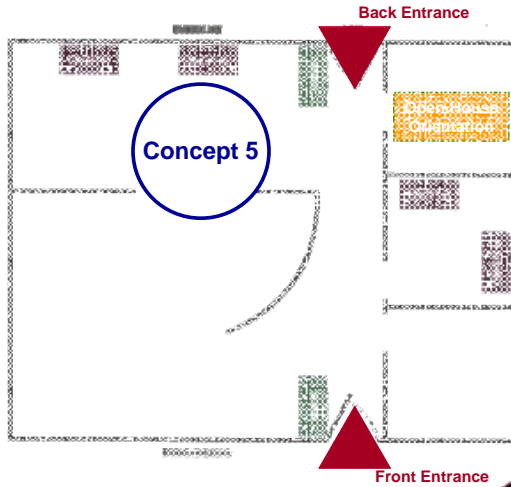 Back Entrance
Open House
Orientation
Concept 5
Front Entrance